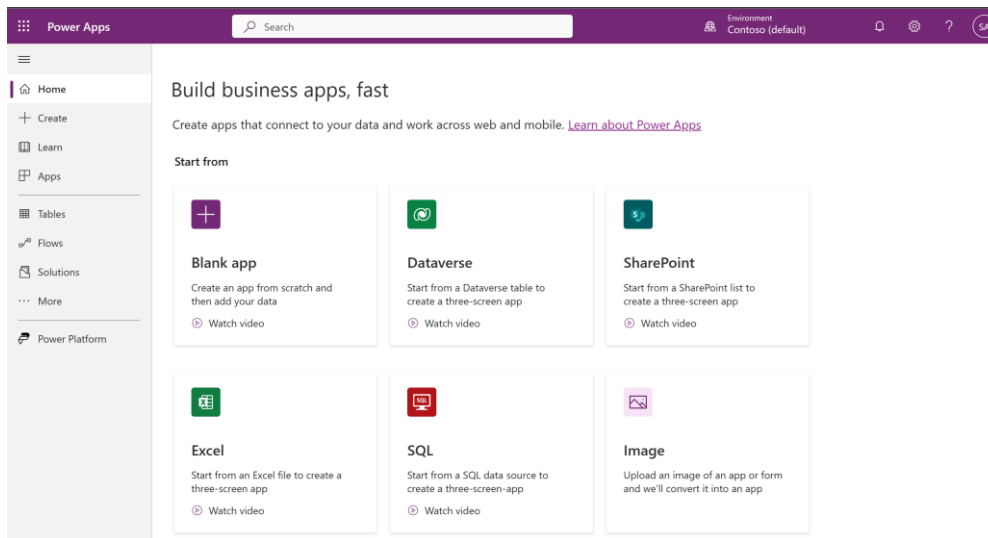 Power Apps
Search
Environment
Contoso (default)
?
SA
Home
Create
Learn
Apps
Tables
Flows
Solutions
More
Power Platform
Build business apps, fast
Create apps that connect to your data and work across web and mobile. Learn about Power Apps
Start from
Blank app
Create an app from scratch and
then add your data
Watch video
Dataverse
Start from a Dataverse table to
create a three-screen app
Watch video
SharePoint
Start from a SharePoint list to
create a three-screen app
Watch video
Excel
Start from an Excel file to create a
three-screen app
Watch video
SQL
SQL
Start from a SQL data source to
create a three-screen-app
Watch video
Image
Upload an image of an app or form
and we'll convert it into an app